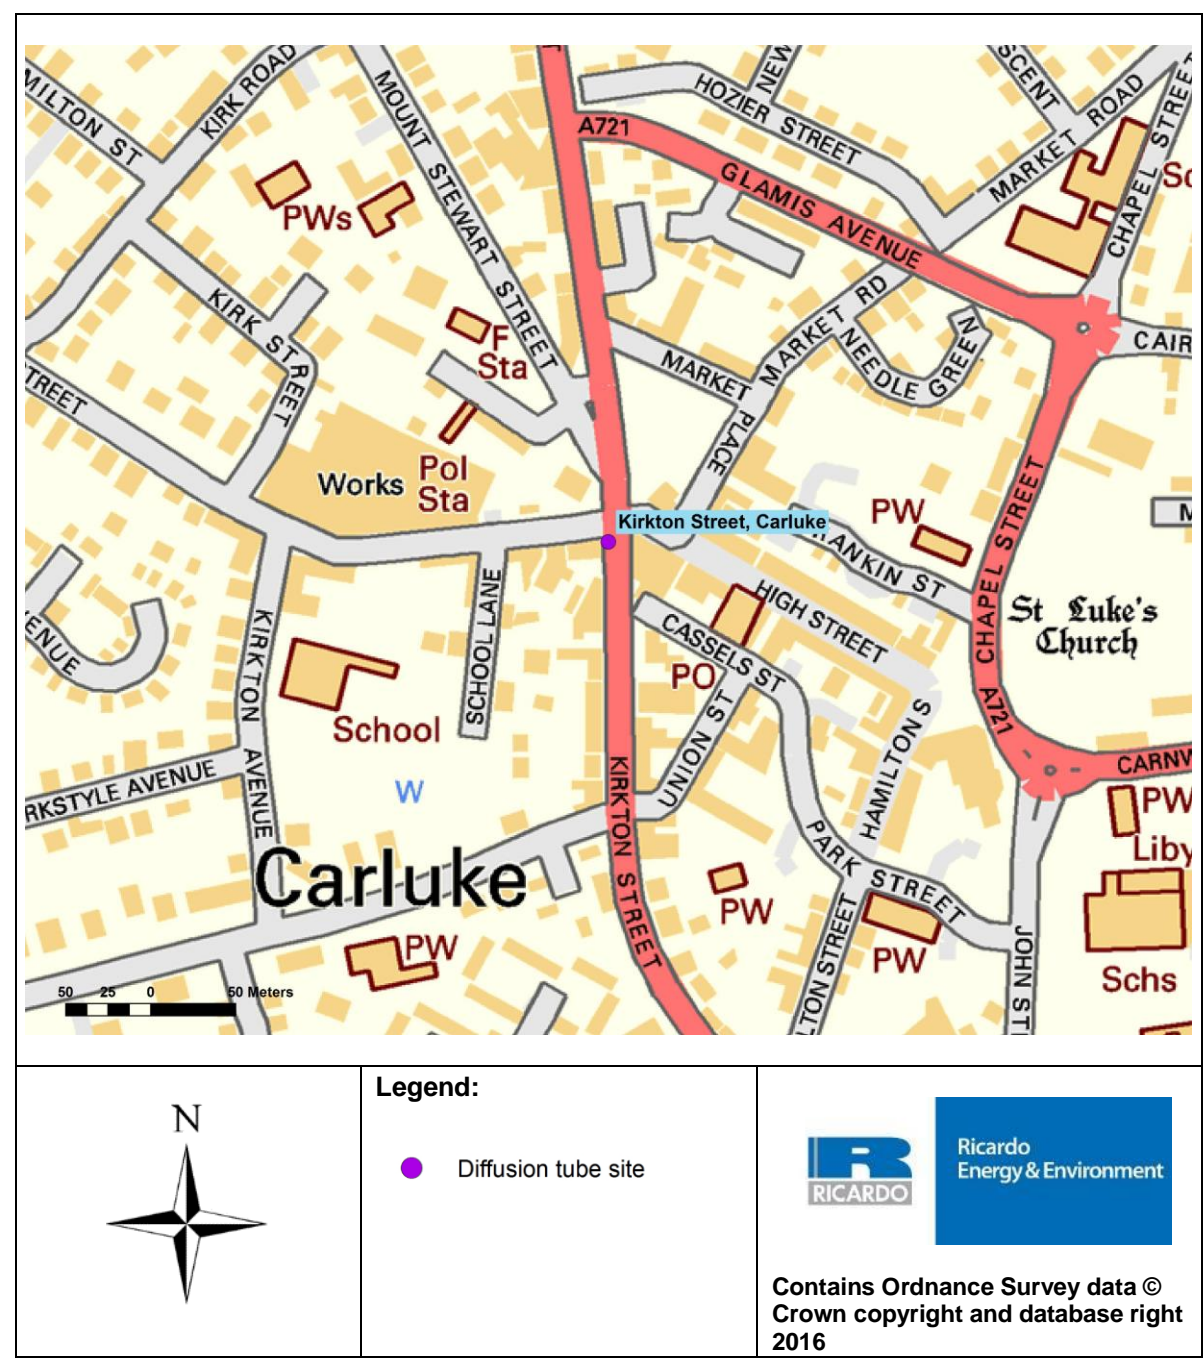 MILTON ST
KIRK ROAD
MOUNT STEWART STREET
A721
HOZIER STREET
NEW
SCENT
MARKET ROAD
CHAPEL STREE
GLAMIS AVENUE
PWs
KIRK STREET
F
Sta
MARKET PLACE
MARKET RD
NEEDLE GREEN
CAIR
TREET
Works
Pol
Sta
Kirkton Street, Carluke
PW
RANKIN ST
CHAPEL STREET
St Luke's
Church
ENUE
KIRKTON AVENUE
SCHOOL LANE
School
HIGH STREET
CASSELS ST
PO
UNION ST
HAMILTON S
A721
CARNW
RKSTYLE AVENUE
W
KIRKTON STREET
PARK STREET
PW
Liby
Carluke
PW
PW
PW
LTON STREET
JOHN ST
Schs
50 25 0 50 Meters
N
Legend:
Diffusion tube site
R
RICARDO
Ricardo
Energy & Environment
Contains Ordnance Survey data ©
Crown copyright and database right
2016